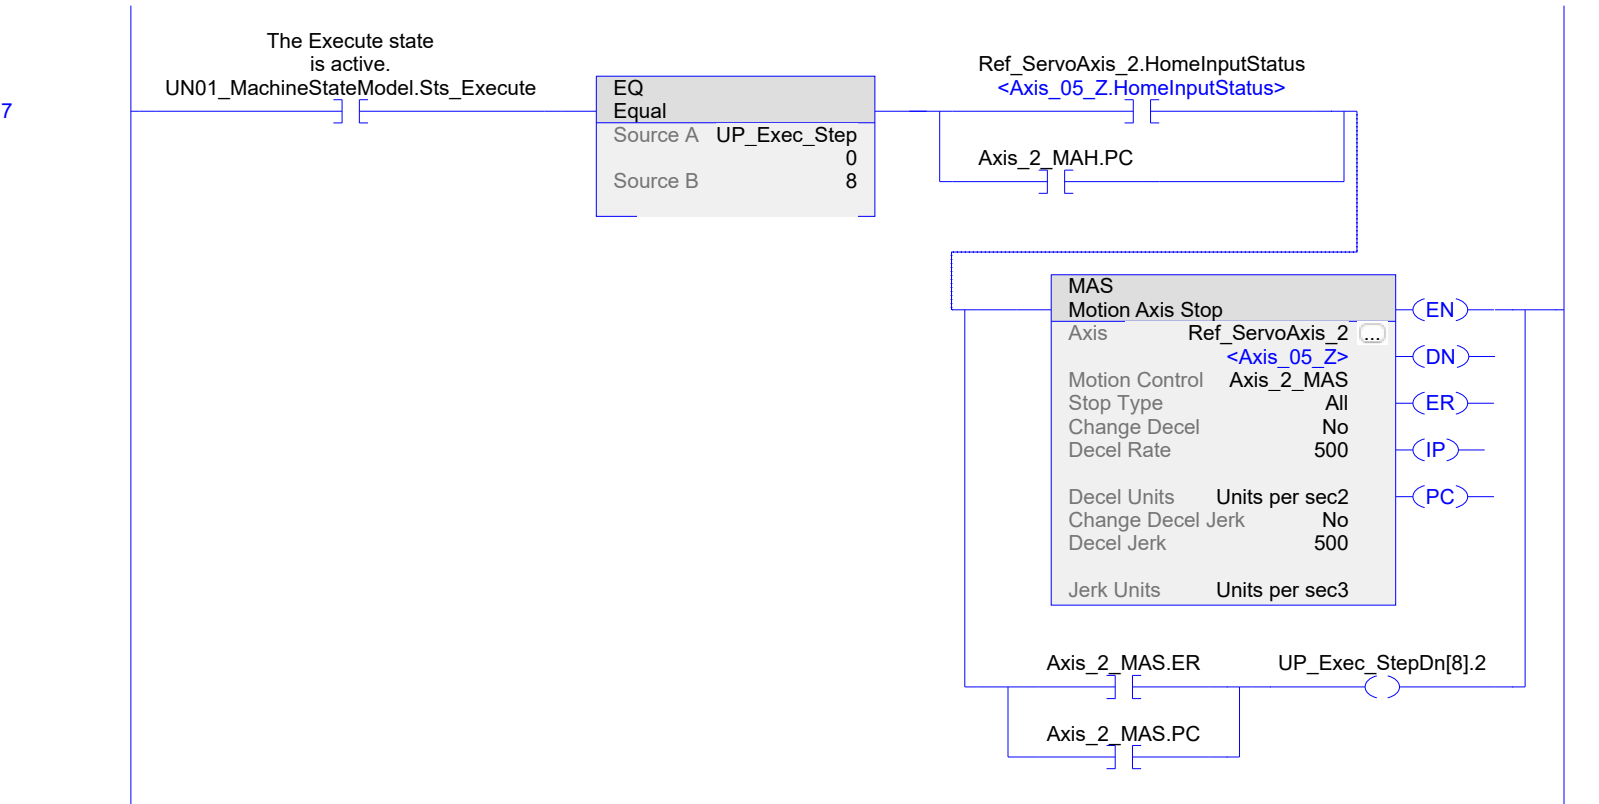 The Execute state
is active.
UN01_MachineStateModel.Sts_Execute
7
EQ
Equal
Source A UP_Exec_Step
0
Source B 8
Ref_ServoAxis_2.HomeInputStatus
<Axis_05_Z.HomeInputStatus>
Axis_2_MAH.PC
MAS
Motion Axis Stop
Axis Ref_ServoAxis_2 ...
<Axis_05_Z>
Motion Control Axis_2_MAS
Stop Type All
Change Decel No
Decel Rate 500
Decel Units Units per sec2
Change Decel Jerk No
Decel Jerk 500
Jerk Units Units per sec3
EN
DN
ER
IP
PC
Axis_2_MAS.ER UP_Exec_StepDn[8].2
Axis_2_MAS.PC